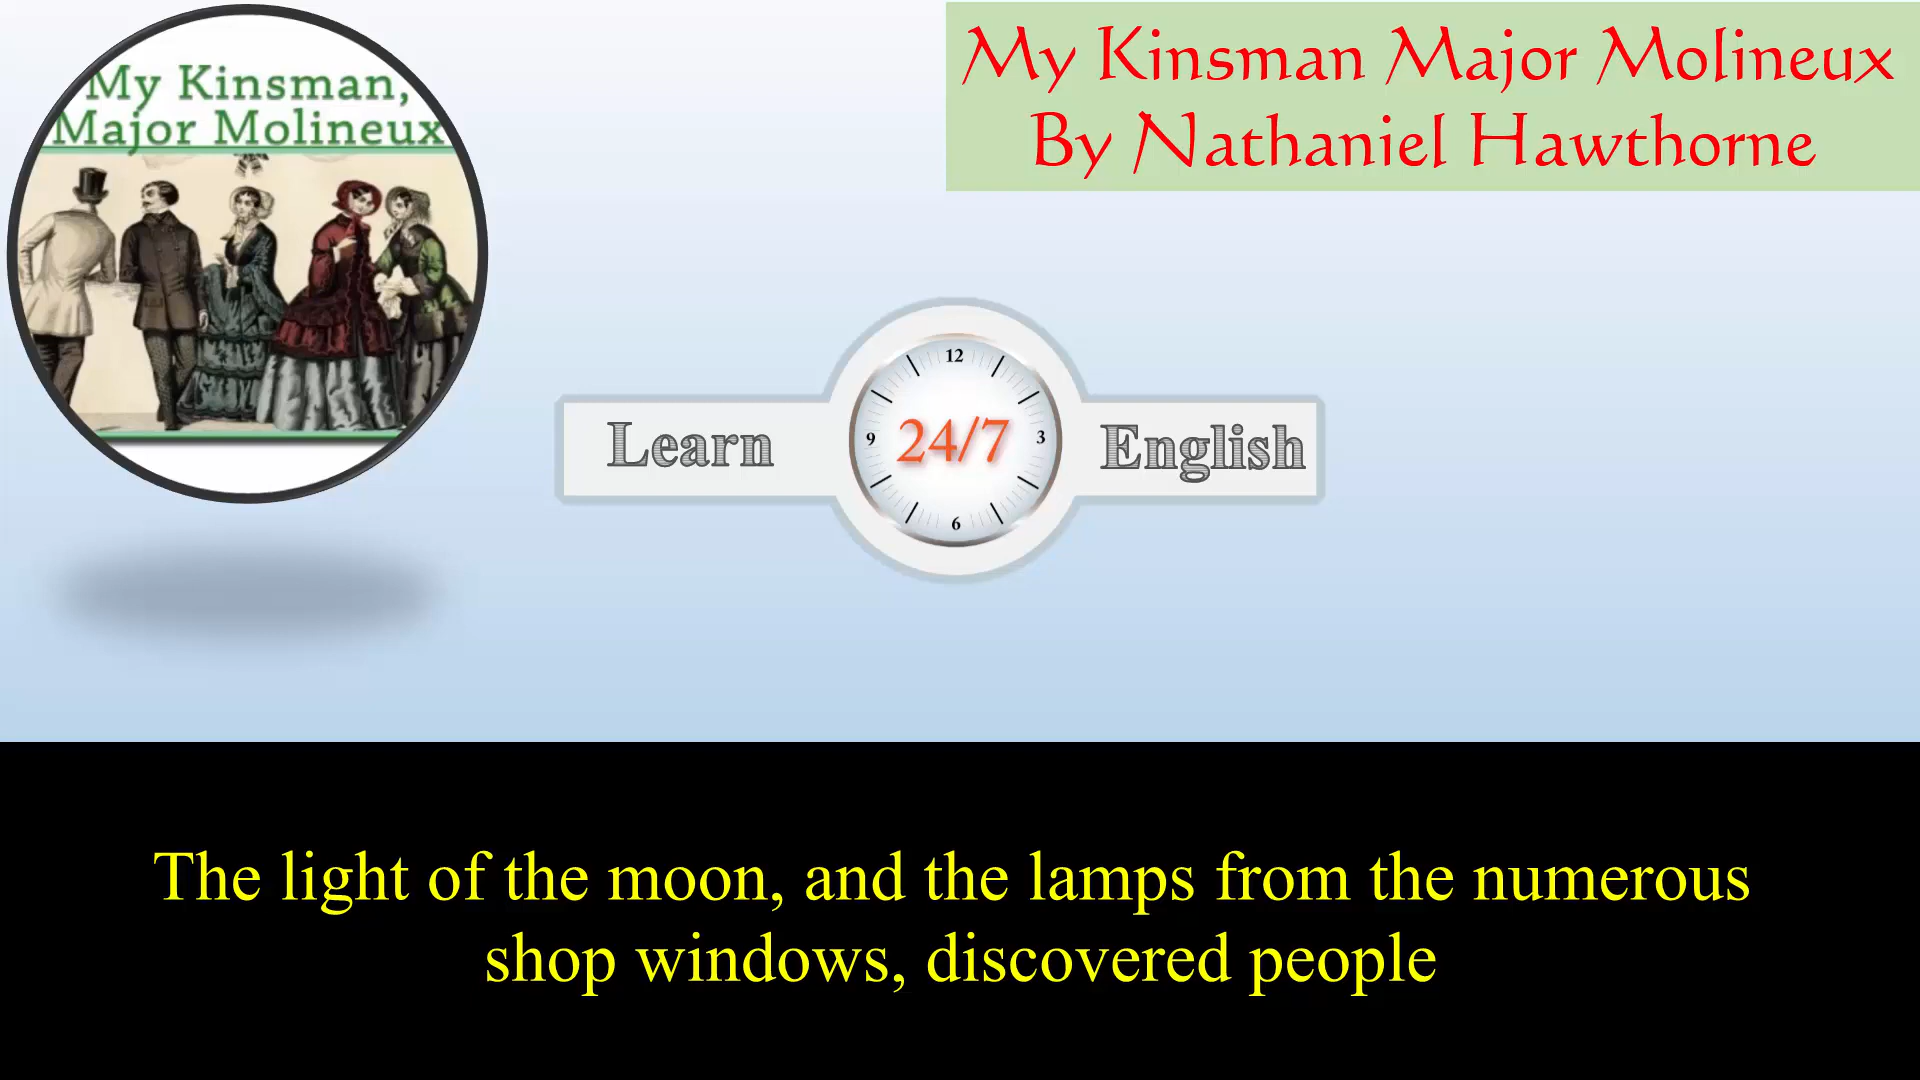 My Kinsman,
Major Molineux
My Kinsman Major Molineux
By Nathaniel Hawthorne
12
Learn
9
24/7
3
English
6
The light of the moon, and the lamps from the numerous
shop windows, discovered people